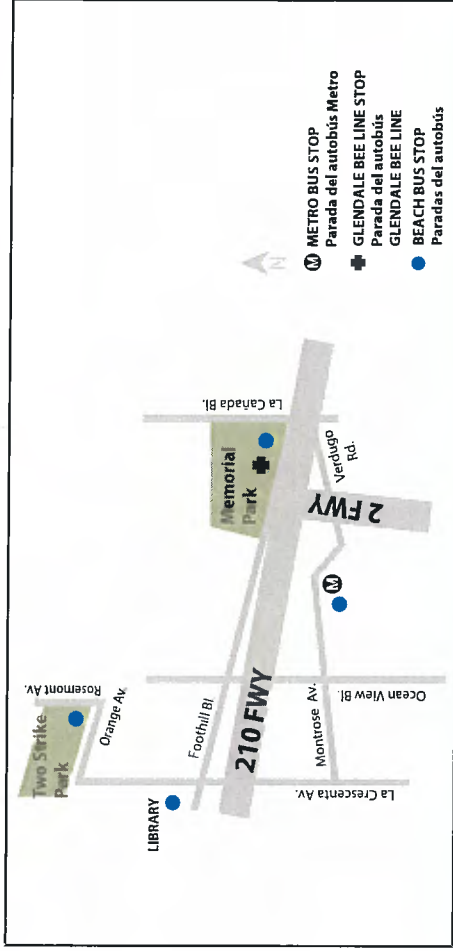 Two Strike
Park
Rosemont Av.
Orange Av.
LIBRARY
Foothill Bl
210 FWY
La Crescenta Av.
Montrose Av.
Ocean View Bl.
Memorial
Park
La Cañada Bl.
Verdugo
Rd.
2 FWY
M
N
M METRO BUS STOP
Parada del autobús Metro
GLENDALE BEE LINE STOP
Parada del autobús
GLENDALE BEE LINE
BEACH BUS STOP
Paradas del autobús